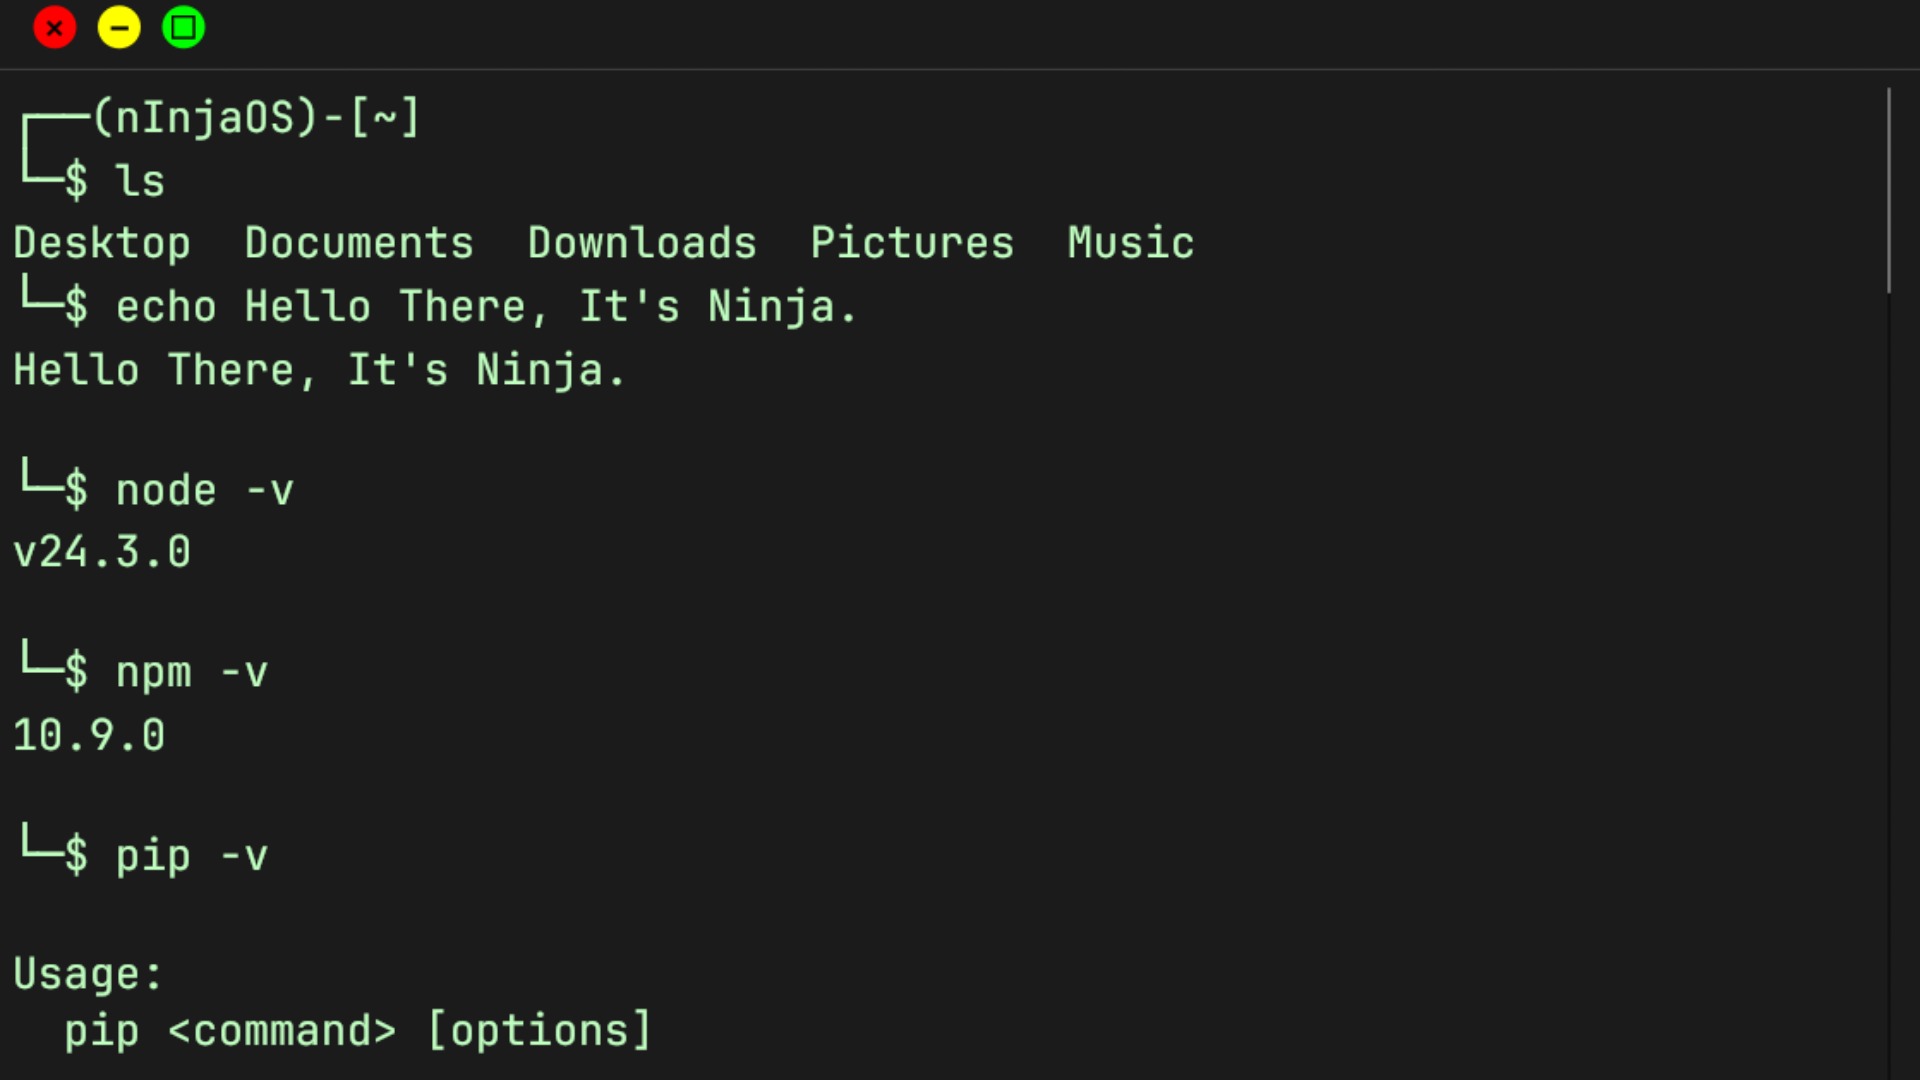 ┌──(nInjaOS)-[~]
└─$ ls
Desktop  Documents  Downloads  Pictures  Music
└─$ echo Hello There, It's Ninja.
Hello There, It's Ninja.
└─$ node -v
v24.3.0
└─$ npm -v
10.9.0
└─$ pip -v
Usage:
  pip <command> [options]